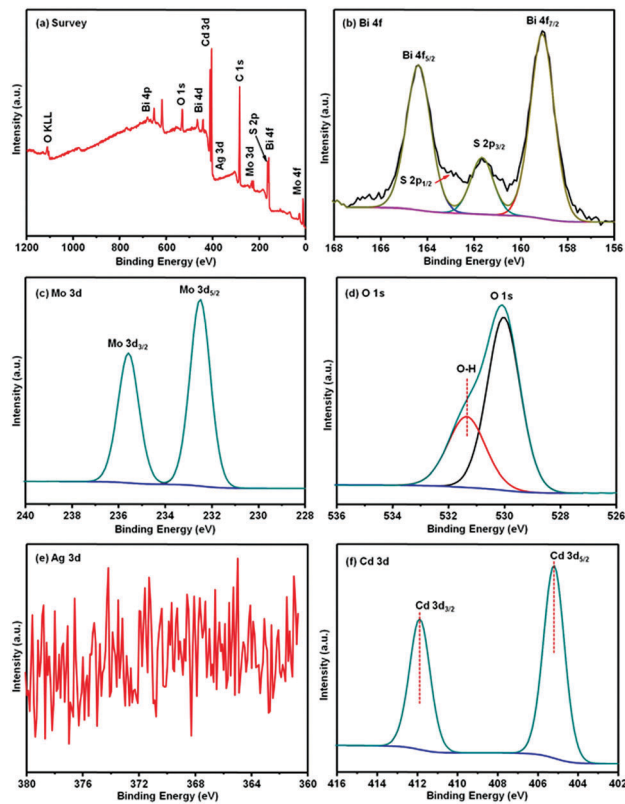 (a) Survey
O KLL
Bi 4p
O 1s
Bi 4d
Cd 3d
Ag 3d
C 1s
Mo 3d
S 2p
Bi 4f
Mo 4f
Intensity (a.u.)
1200 1000 800 600 400 200 0
Binding Energy (eV)
(b) Bi 4f
Bi 4f5/2
S 2p1/2
S 2p3/2
Bi 4f7/2
Intensity (a.u.)
168 166 164 162 160 158 156
Binding Energy (eV)
(c) Mo 3d
Mo 3d3/2
Mo 3d5/2
Intensity (a.u.)
240 238 236 234 232 230 228
Binding Energy (eV)
(d) O 1s
O 1s
O-H
Intensity (a.u.)
536 534 532 530 528 526
Binding Energy (eV)
(e) Ag 3d
Intensity (a.u.)
380 376 372 368 364 360
Binding Energy (eV)
(f) Cd 3d
Cd 3d3/2
Cd 3d5/2
Intensity (a.u.)
416 414 412 410 408 406 404 402
Binding Energy (eV)